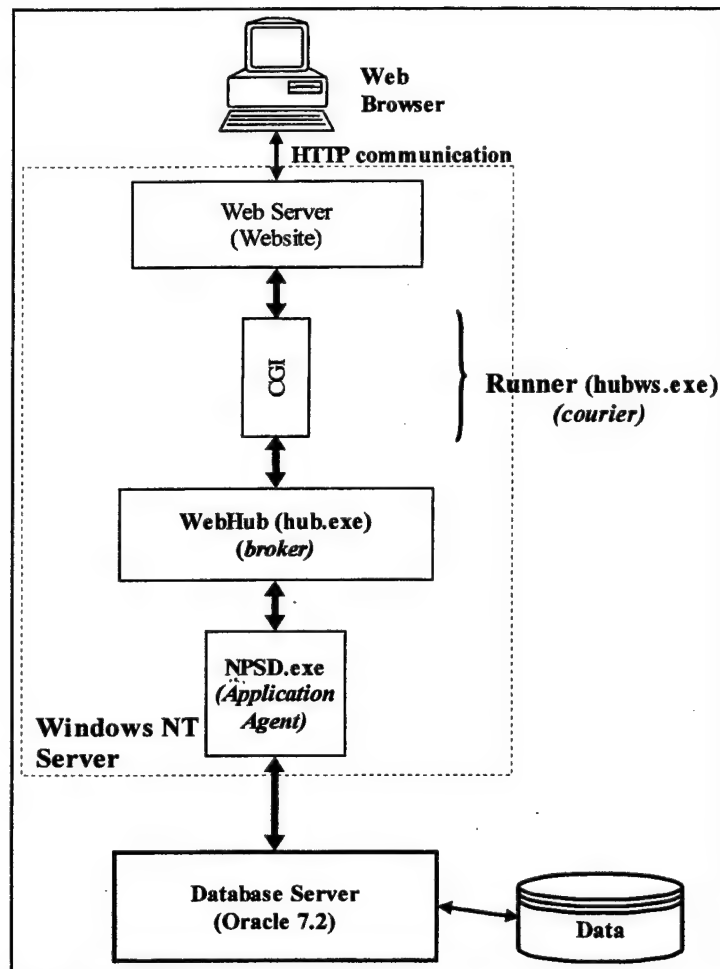 Web
Browser
HTTP communication
Web Server
(Website)
CGI
Runner (hubws.exe)
(courier)
WebHub (hub.exe)
(broker)
NPSD.exe
(Application
Agent)
Windows NT
Server
Database Server
(Oracle 7.2)
Data